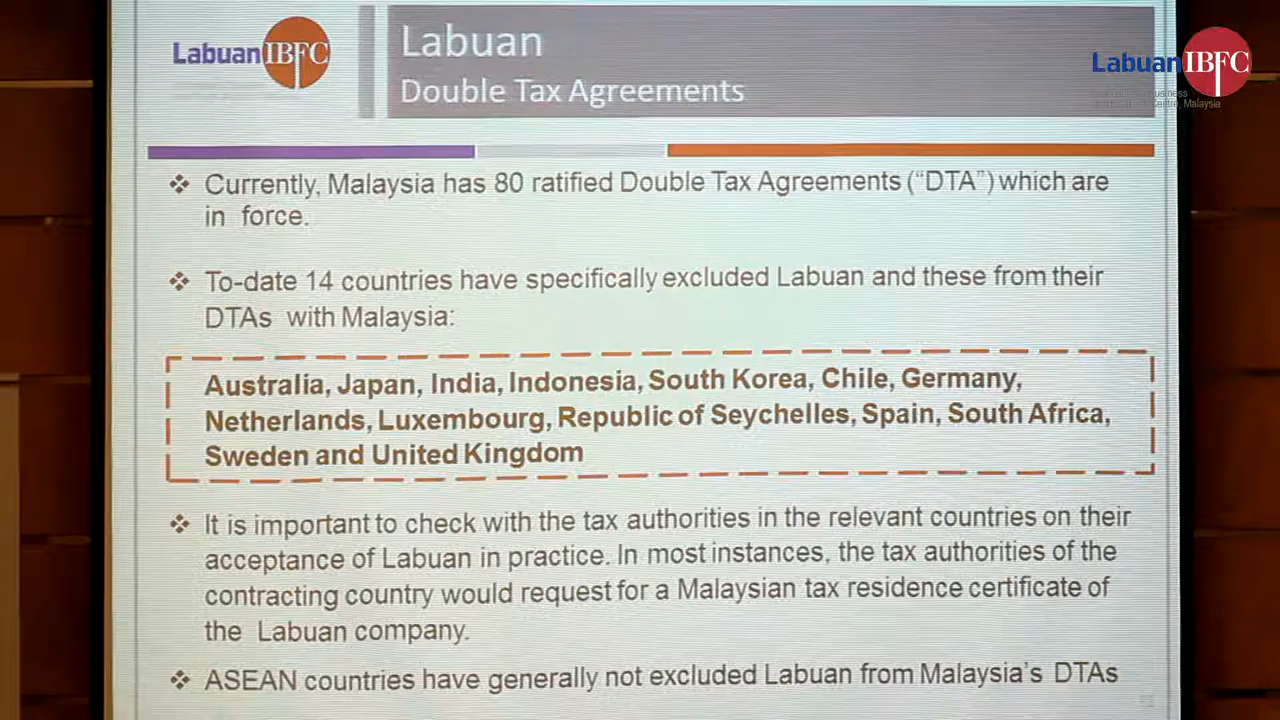 LabuanIBFC
Labuan
Double Tax Agreements
LabuanIBFC
Centre, Malaysia
❖ Currently, Malaysia has 80 ratified Double Tax Agreements (“DTA”) which are
in force.
❖ To-date 14 countries have specifically excluded Labuan and these from their
DTAs with Malaysia:
Australia, Japan, India, Indonesia, South Korea, Chile, Germany,
Netherlands, Luxembourg, Republic of Seychelles, Spain, South Africa,
Sweden and United Kingdom
❖ It is important to check with the tax authorities in the relevant countries on their
acceptance of Labuan in practice. In most instances, the tax authorities of the
contracting country would request for a Malaysian tax residence certificate of
the Labuan company.
❖ ASEAN countries have generally not excluded Labuan from Malaysia’s DTAs